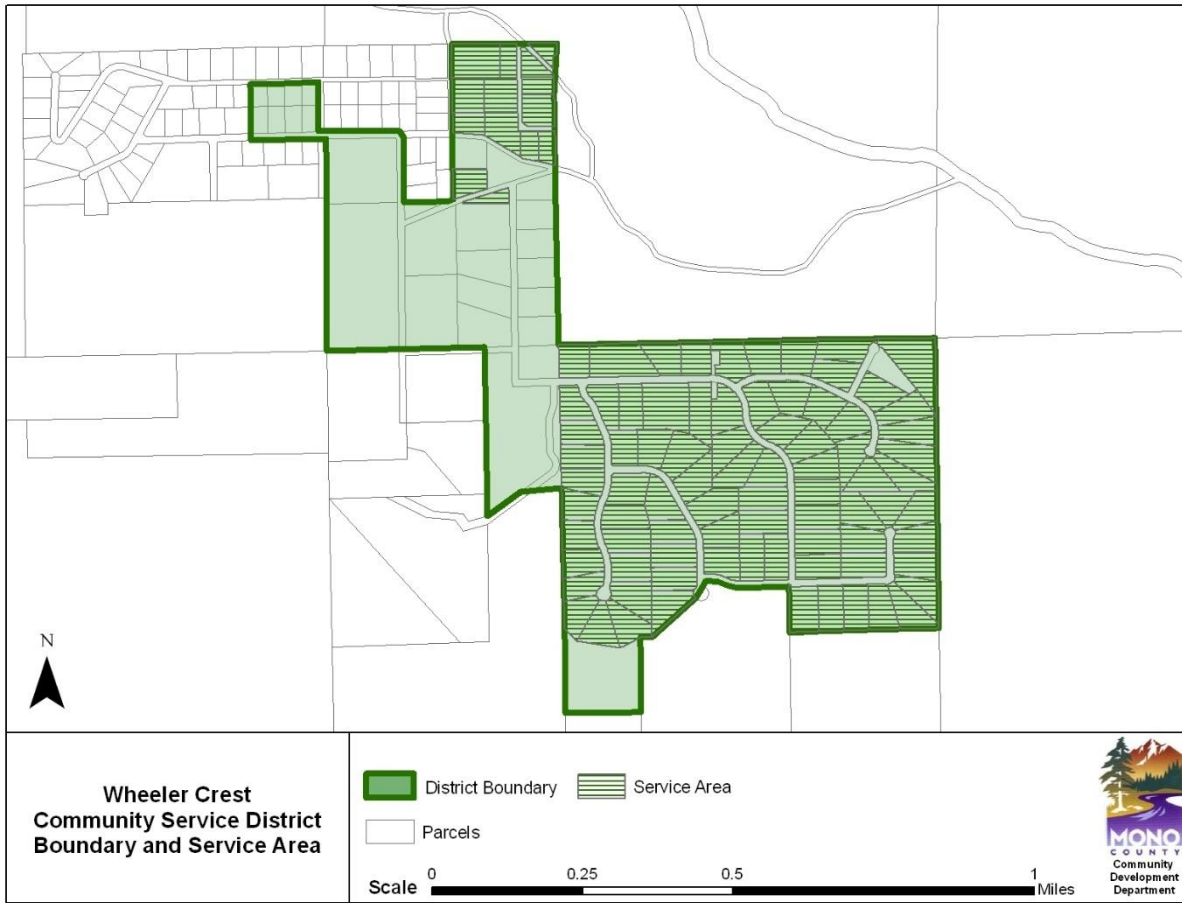 N
Wheeler Crest
Community Service District
Boundary and Service Area
District Boundary
Service Area
Parcels
Scale
0 0.25 0.5 1
Miles
MONO
COUNTY
Community
Development
Department